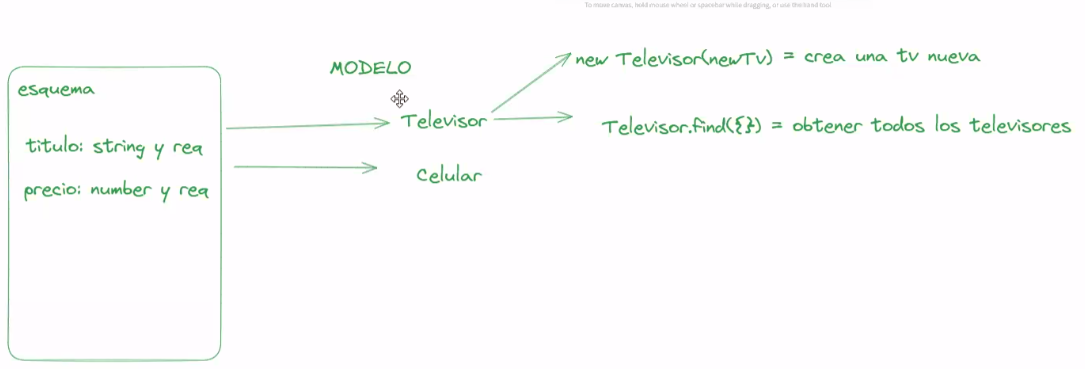 To move canvas, hold mouse wheel or spacebar while dragging, or use the hand tool
MODELO
new Televisor(newTv) = crea una tv nueva
esquema
Televisor
Televisor.find({}) = obtener todos los televisores
titulo: string y req
Celular
precio: number y req